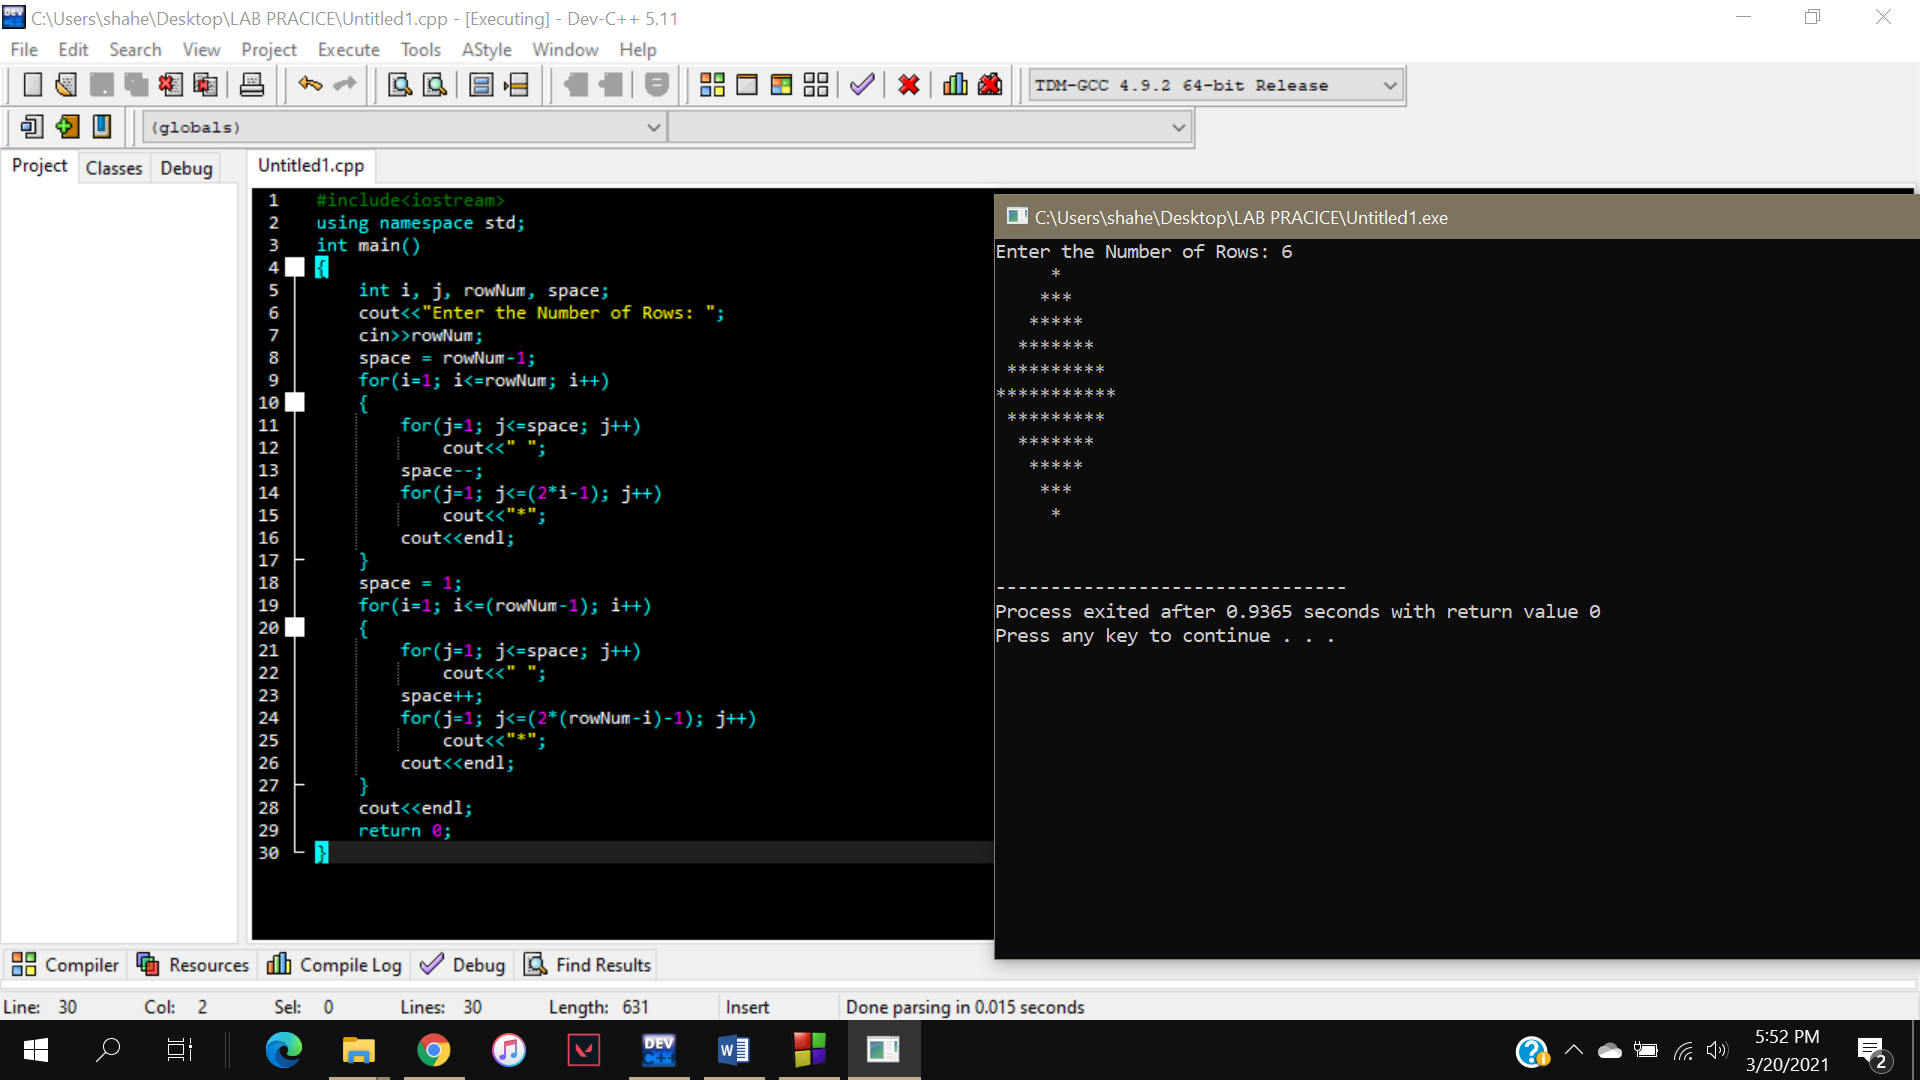 C:\Users\shahe\Desktop\LAB PRACICE\Untitled1.cpp - [Executing] - Dev-C++ 5.11
File Edit Search View Project Execute Tools AStyle Window Help
TDM-GCC 4.9.2 64-bit Release
(globals)
Project Classes Debug
Untitled1.cpp
1 #include<iostream>
2 using namespace std;
3 int main()
4 {
5 int i, j, rowNum, space;
6 cout<<"Enter the Number of Rows: ";
7 cin>>rowNum;
8 space = rowNum-1;
9 for(i=1; i<=rowNum; i++)
10 {
11 for(j=1; j<=space; j++)
12 cout<<" ";
13 space--;
14 for(j=1; j<=(2*i-1); j++)
15 cout<<"*";
16 cout<<endl;
17 }
18 space = 1;
19 for(i=1; i<=(rowNum-1); i++)
20 {
21 for(j=1; j<=space; j++)
22 cout<<" ";
23 space++;
24 for(j=1; j<=(2*(rowNum-i)-1); j++)
25 cout<<"*";
26 cout<<endl;
27 }
28 cout<<endl;
29 return 0;
30 }
C:\Users\shahe\Desktop\LAB PRACICE\Untitled1.exe
Enter the Number of Rows: 6
     *
    ***
   *****
  *******
 *********
***********
 *********
  *******
   *****
    ***
     *
--------------------------------
Process exited after 0.9365 seconds with return value 0
Press any key to continue . . .
Compiler Resources Compile Log Debug Find Results
Line: 30 Col: 2 Sel: 0 Lines: 30 Length: 631 Insert Done parsing in 0.015 seconds
DEV C++
5:52 PM
3/20/2021
2